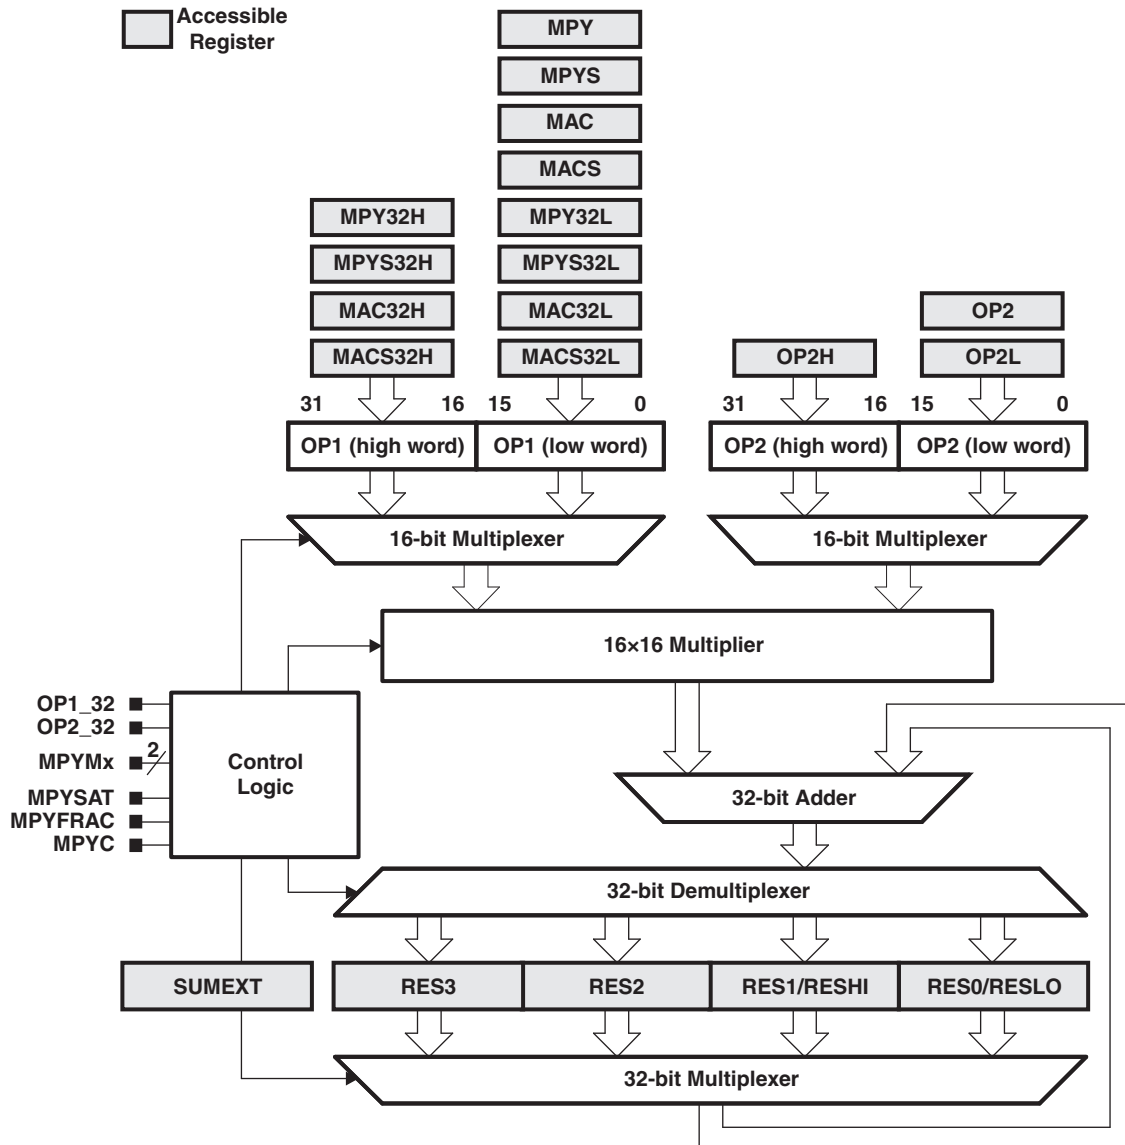 Accessible
Register
MPY
MPYS
MAC
MACS
MPY32H
MPY32L
MPYS32H
MPYS32L
MAC32H
MAC32L
OP2
MACS32H
MACS32L
OP2H
OP2L
31
16
15
0
31
16
15
0
OP1 (high word)
OP1 (low word)
OP2 (high word)
OP2 (low word)
16-bit Multiplexer
16-bit Multiplexer
16×16 Multiplier
OP1_32
OP2_32
MPYMx
2
MPYSAT
MPYFRAC
MPYC
Control
Logic
32-bit Adder
32-bit Demultiplexer
SUMEXT
RES3
RES2
RES1/RESHI
RES0/RESLO
32-bit Multiplexer